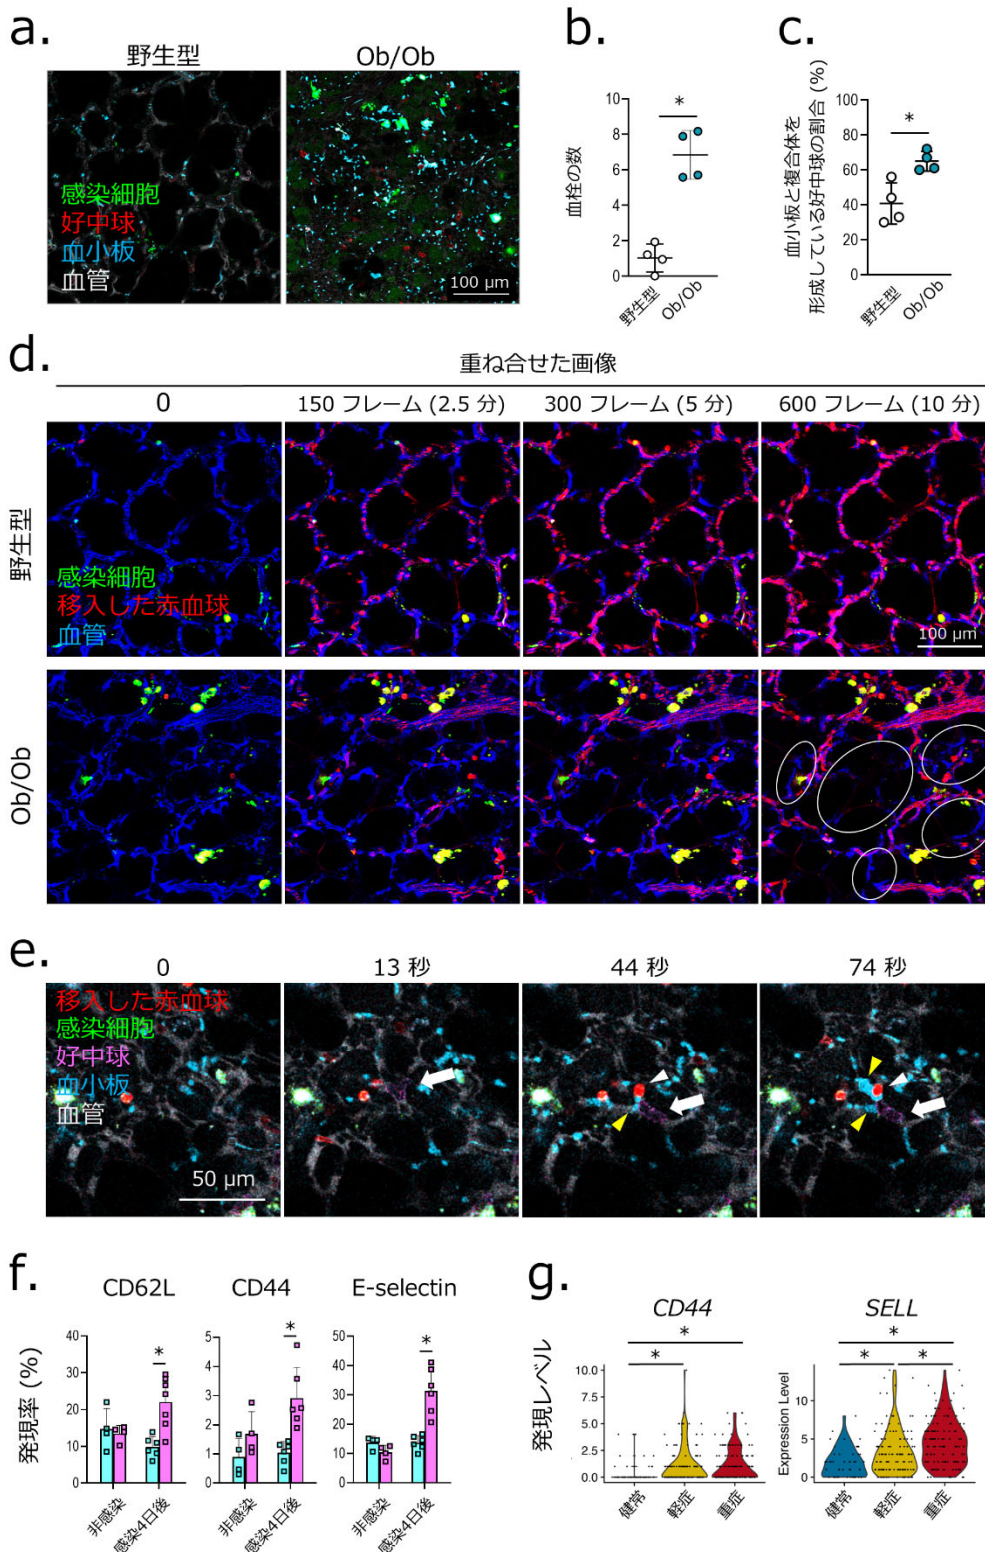 a.
野生型
Ob/Ob
感染細胞
好中球
血小板
血管
100 µm
b.
血栓の数
10
8
6
4
2
0
*
野生型
Ob/Ob
c.
血小板と複合体を
形成している好中球の割合 (%)
100
80
60
40
20
0
*
野生型
Ob/Ob
d.
重ね合せた画像
0
150 フレーム (2.5 分)
300 フレーム (5 分)
600 フレーム (10 分)
野生型
感染細胞
移入した赤血球
血管
100 µm
Ob/Ob
e.
0
13 秒
44 秒
74 秒
移入した赤血球
感染細胞
好中球
血小板
血管
50 µm
f.
発現率 (%)
CD62L
40
30
20
10
0
*
非感染
感染4日後
CD44
5
4
3
2
1
0
*
非感染
感染4日後
E-selectin
50
40
30
20
10
0
*
非感染
感染4日後
g.
発現レベル
CD44
10.0
7.5
5.0
2.5
0.0
*
*
健常
軽症
重症
SELL
Expression Level
10
5
0
*
*
*
健常
軽症
重症